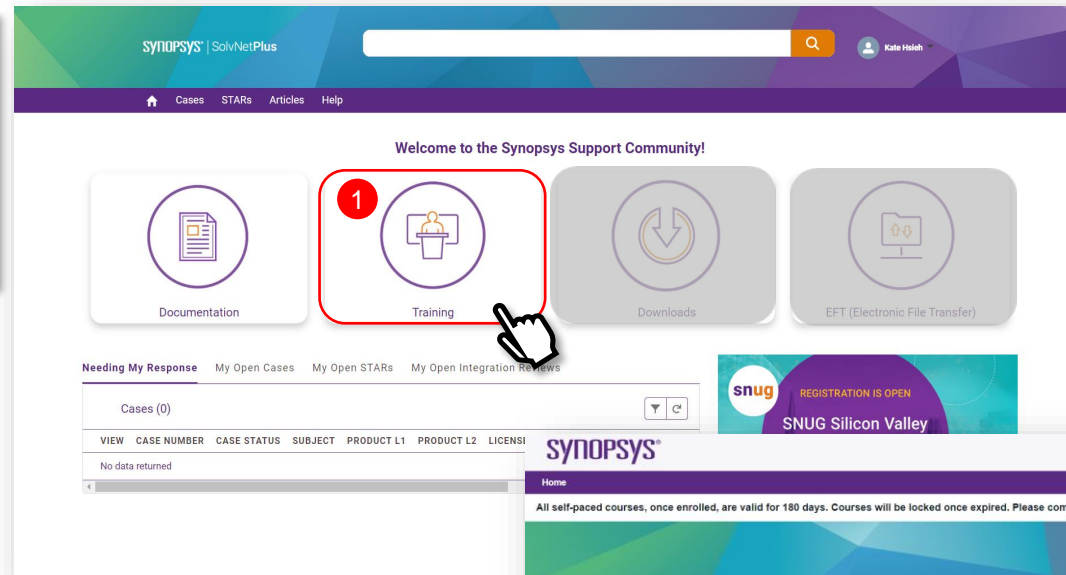 SYNOPSYS® | SolvNetPlus
Kate Hsieh
Cases STARs Articles Help
Welcome to the Synopsys Support Community!
1
Documentation
Training
Downloads
EFT (Electronic File Transfer)
Needing My Response My Open Cases My Open STARs My Open Integration Reviews
Cases (0)
VIEW CASE NUMBER CASE STATUS SUBJECT PRODUCT L1 PRODUCT L2
No data returned
snug
REGISTRATION IS OPEN
SNUG Silicon Valley
SYNOPSYS®
Home
All self-paced courses, once enrolled, are valid for 180 days. Courses will be locked once expired. Please